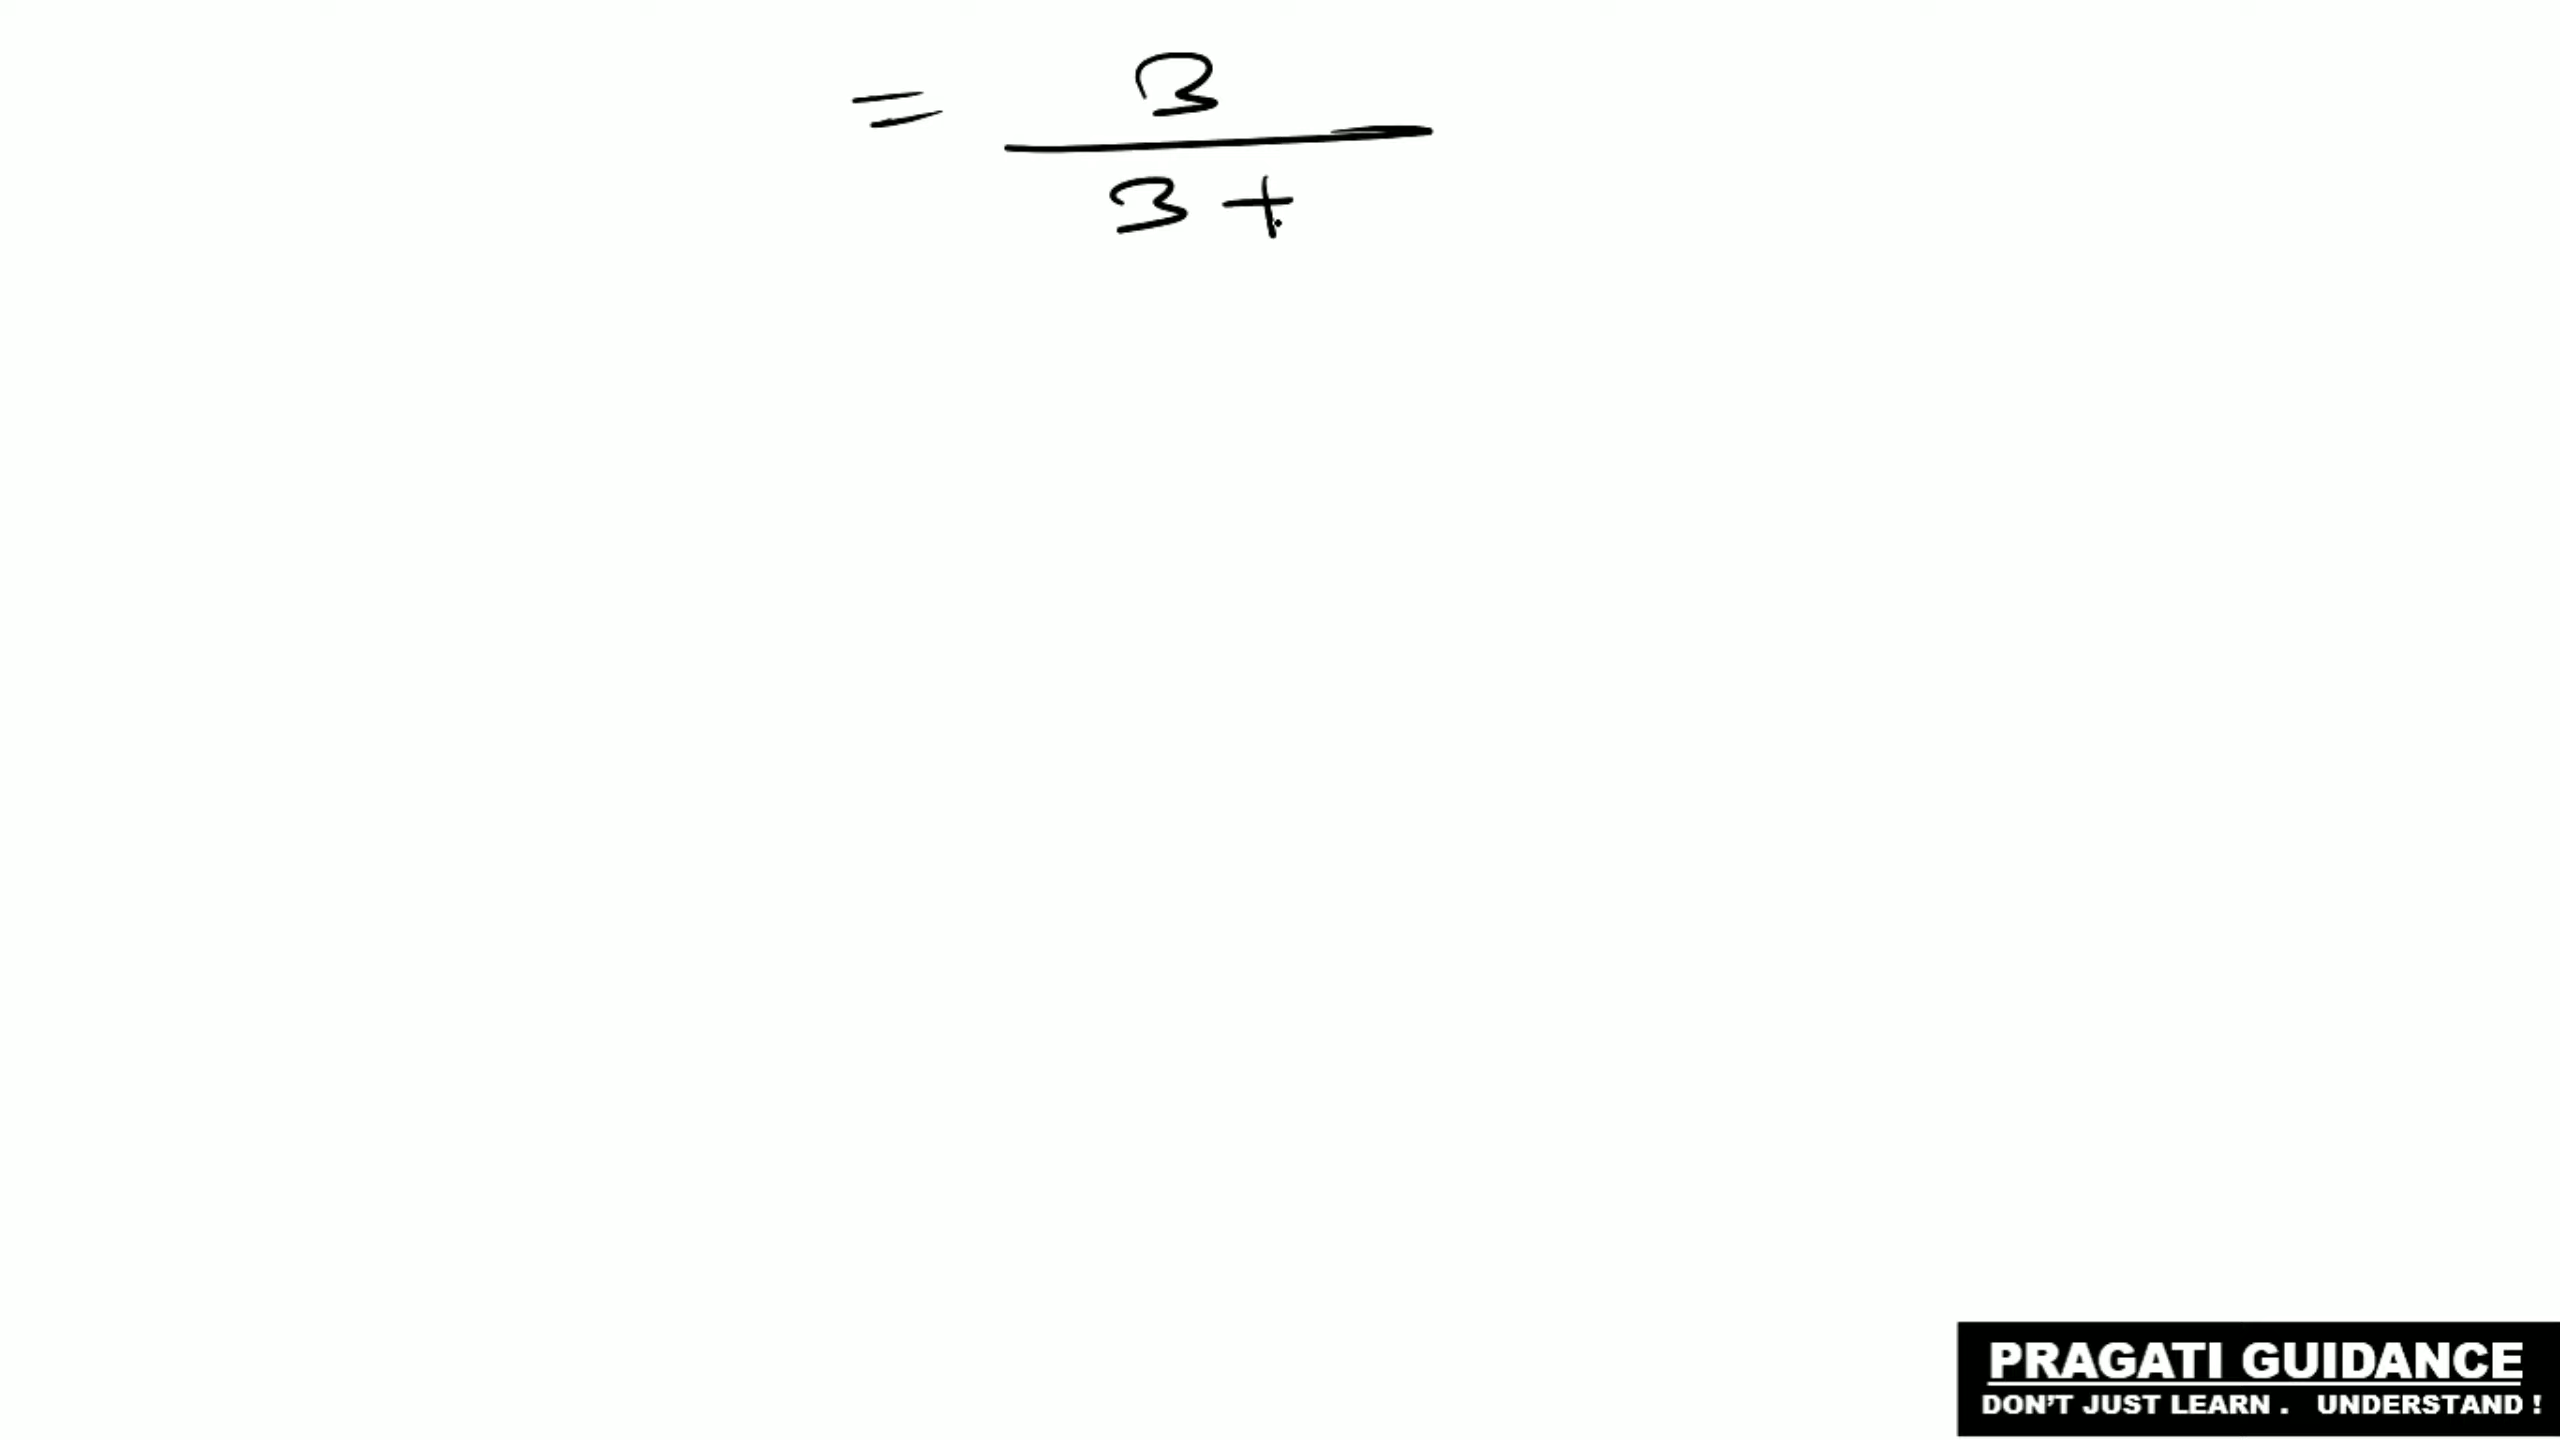 = 3
3 +
PRAGATI GUIDANCE
DON'T JUST LEARN . UNDERSTAND !